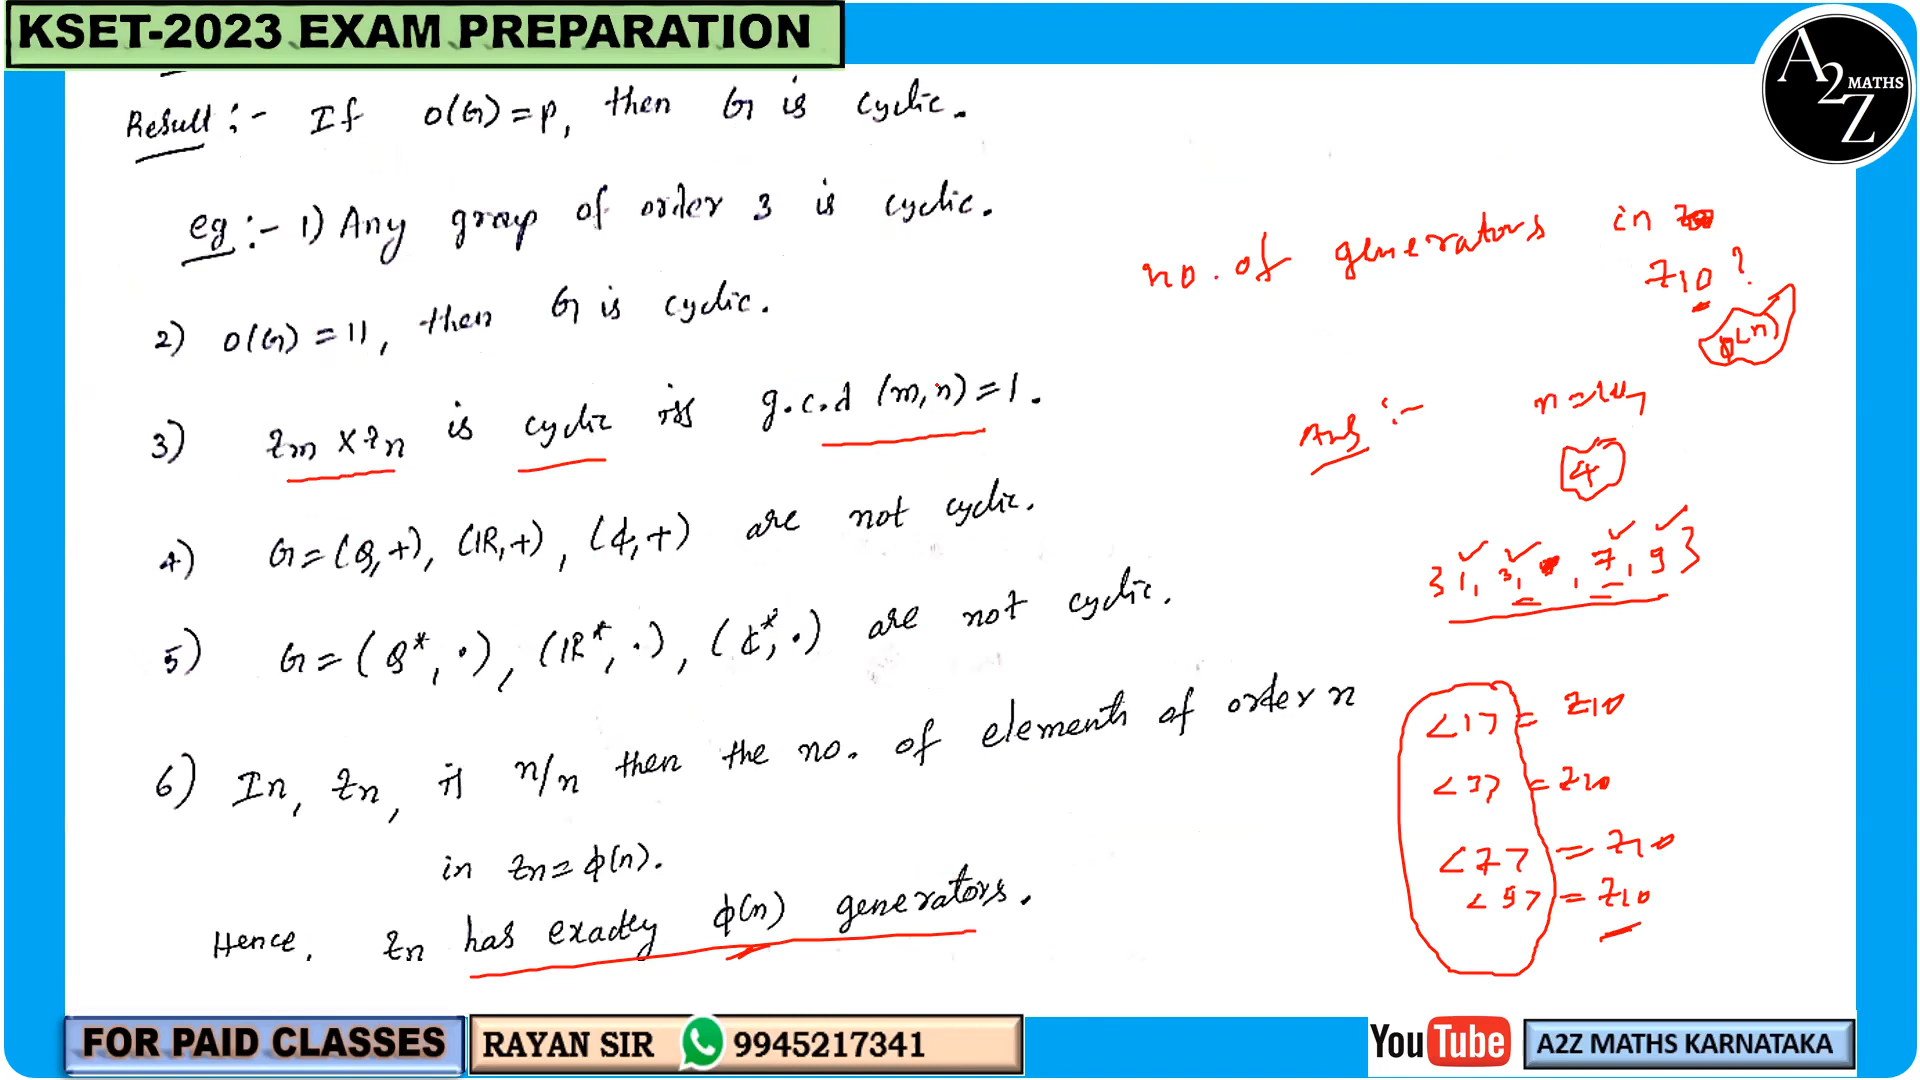 KSET-2023 EXAM PREPARATION
A2Z MATHS
Result :- If o(G)=p, then G is cyclic.
eg :- 1) Any group of order 3 is cyclic.
2) o(G) = 11, then G is cyclic.
3) Zm x Zn is cyclic iff g.c.d (m,n)=1.
4) G=(Q,+), (IR,+), (ℂ,+) are not cyclic.
5) G=(Q*, ·), (IR*, ·), (ℂ*, ·) are not cyclic.
6) In, Zn, if n/n then the no. of elements of order n
in Zn = ϕ(n).
Hence, Zn has exactly ϕ(n) generators.
no. of generators in
Z10?
ϕ(n)
Ans :- n=10,
4
{1, 3, , 7, 9}
<1> = Z10
<3> = Z10
<7> = Z10
<9> = Z10
FOR PAID CLASSES
RAYAN SIR 9945217341
YouTube
A2Z MATHS KARNATAKA